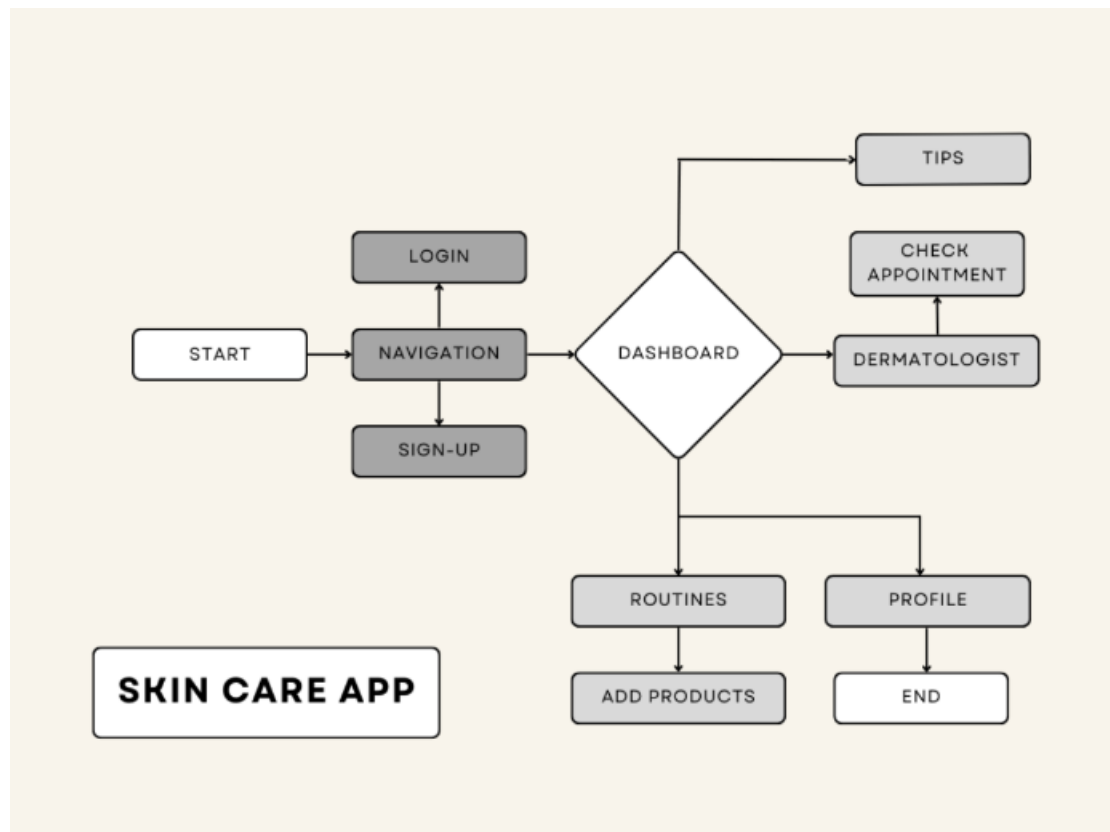 TIPS
LOGIN
CHECK
APPOINTMENT
START
NAVIGATION
DASHBOARD
DERMATOLOGIST
SIGN-UP
ROUTINES
PROFILE
SKIN CARE APP
ADD PRODUCTS
END